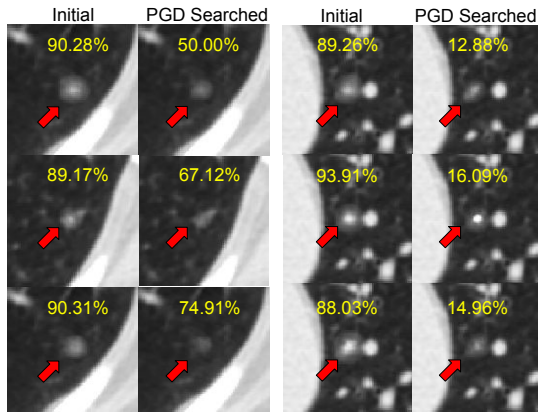 Initial PGD Searched Initial PGD Searched
90.28% 50.00% 89.26% 12.88%
89.17% 67.12% 93.91% 16.09%
90.31% 74.91% 88.03% 14.96%